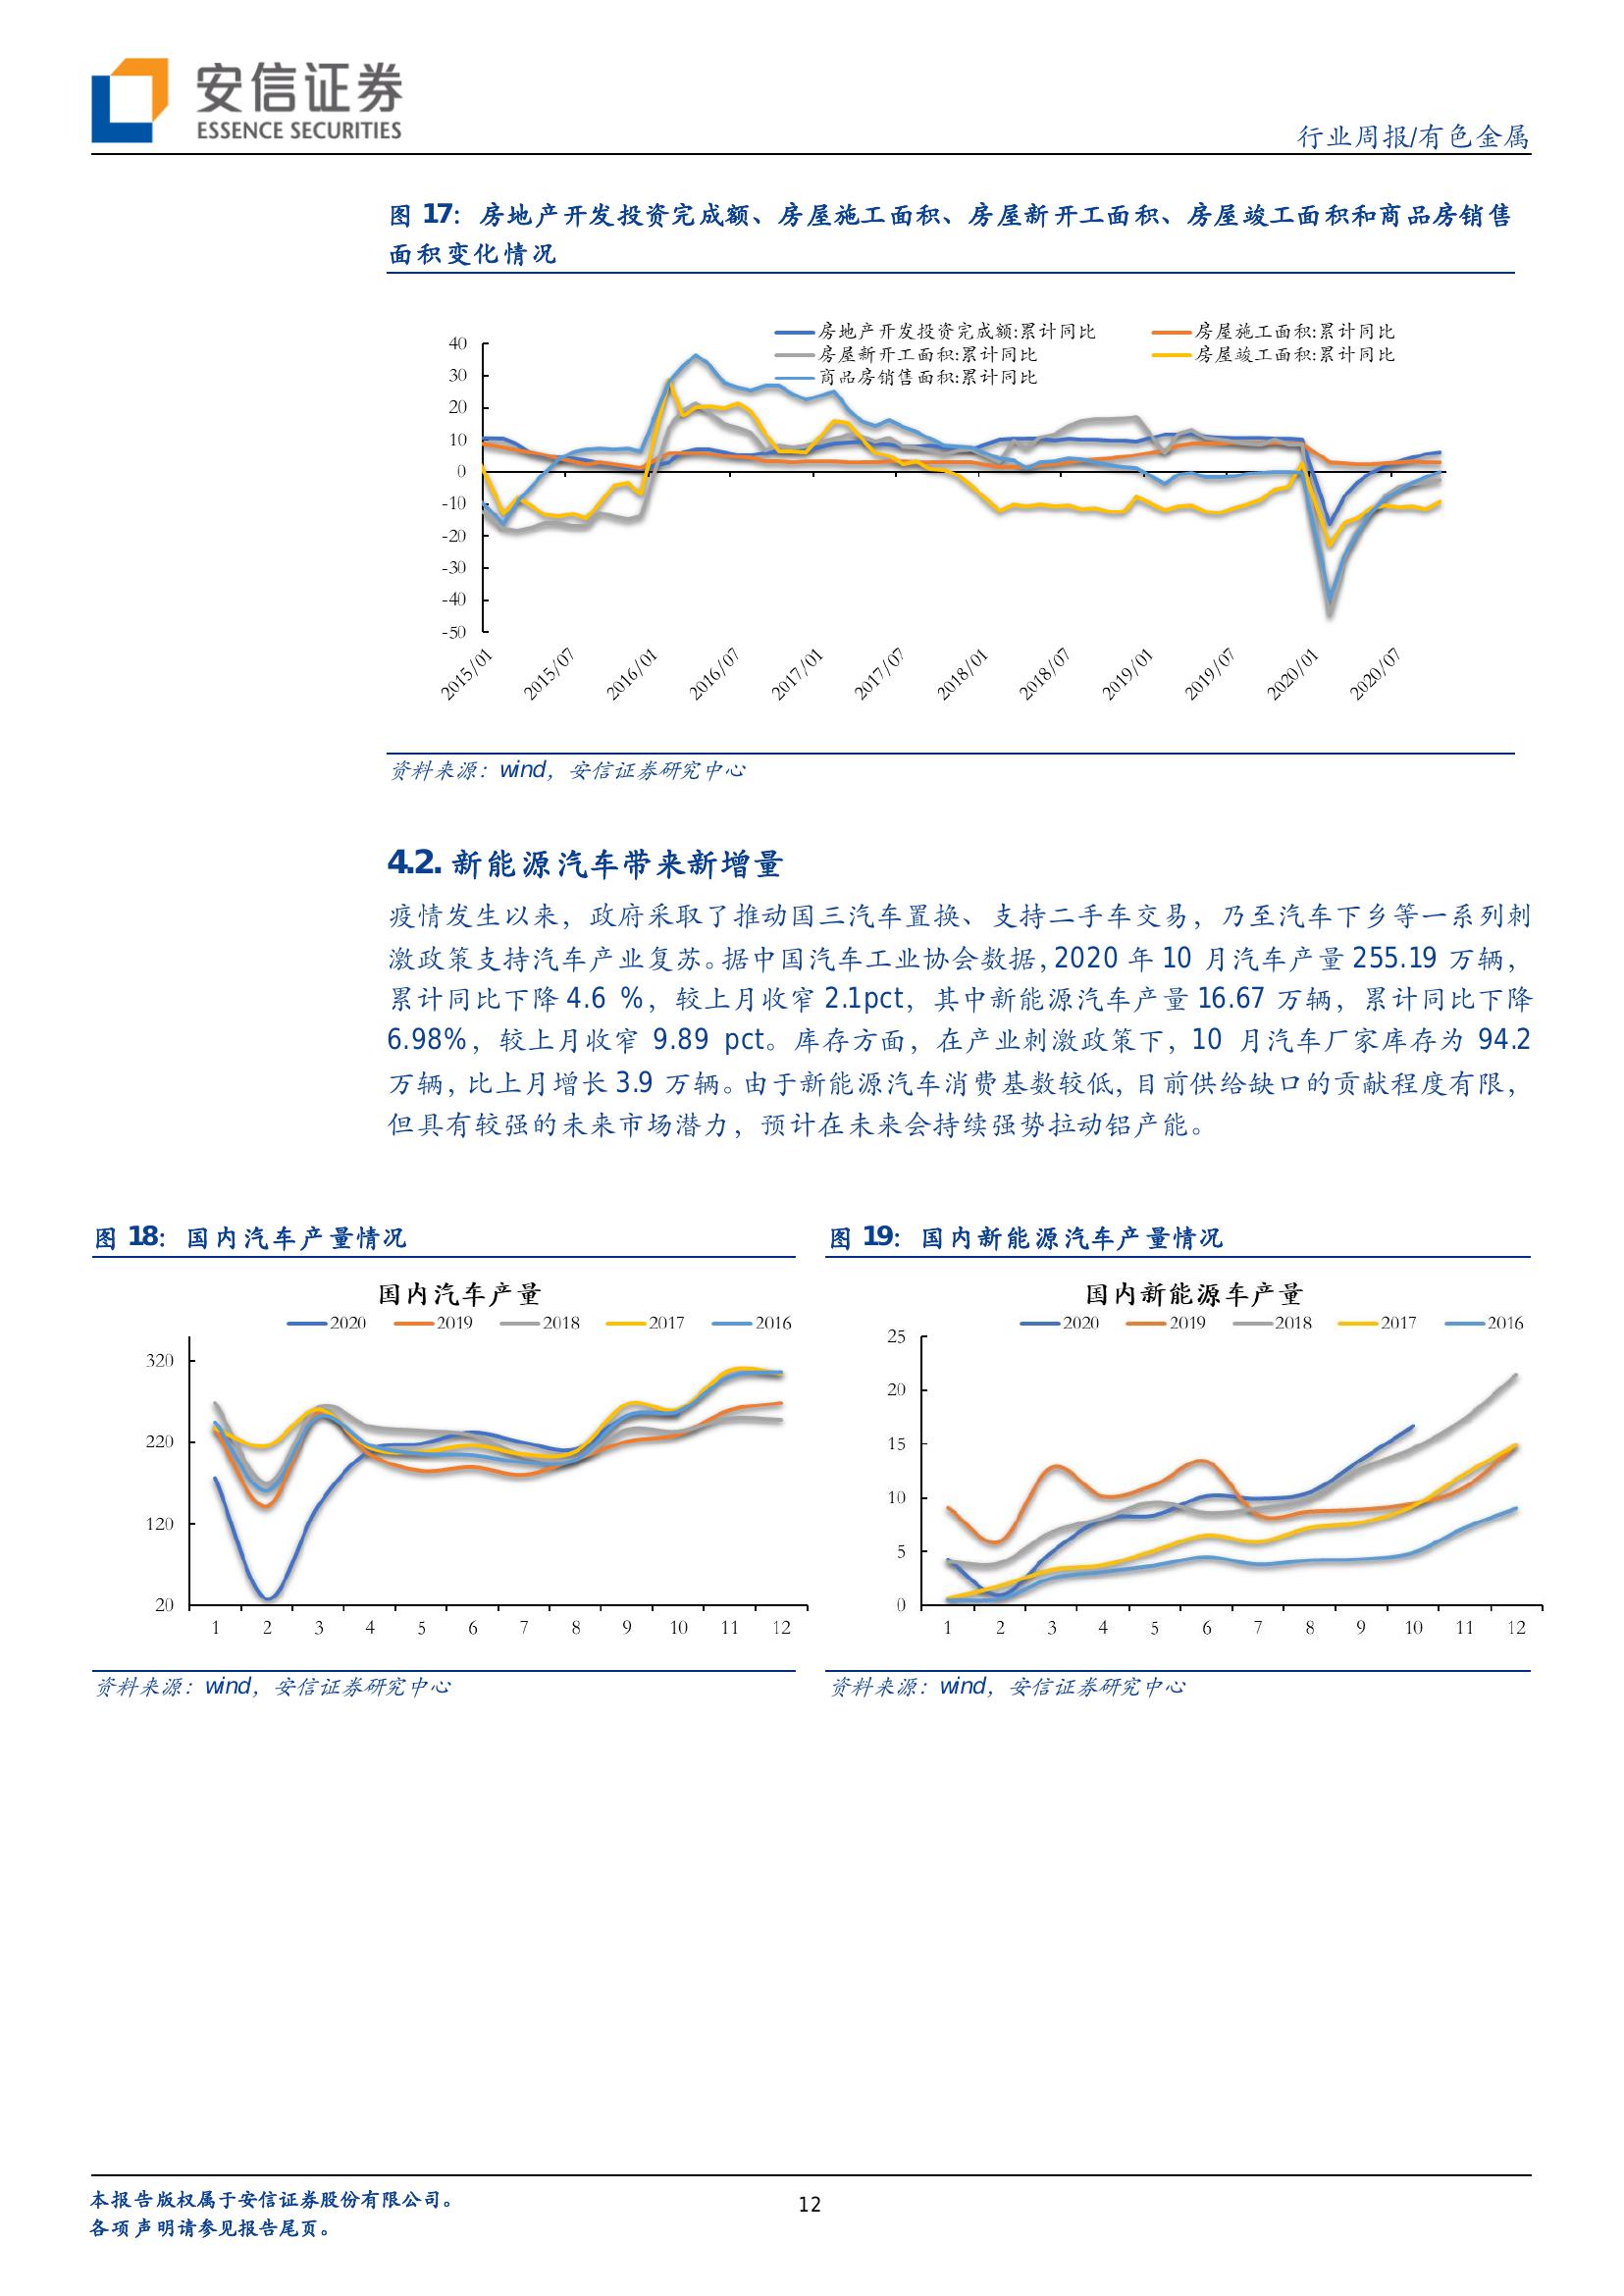 安信证券
ESSENCE SECURITIES
行业周报/有色金属
图 17：房地产开发投资完成额、房屋施工面积、房屋新开工面积、房屋竣工面积和商品房销售
面积变化情况
房地产开发投资完成额:累计同比
房屋施工面积:累计同比
房屋新开工面积:累计同比
房屋竣工面积:累计同比
商品房销售面积:累计同比
40
30
20
10
0
-10
-20
-30
-40
-50
2015/01
2015/07
2016/01
2016/07
2017/01
2017/07
2018/01
2018/07
2019/01
2019/07
2020/01
2020/07
资料来源：wind，安信证券研究中心
4.2. 新能源汽车带来新增量
疫情发生以来，政府采取了推动国三汽车置换、支持二手车交易，乃至汽车下乡等一系列刺
激政策支持汽车产业复苏。据中国汽车工业协会数据，2020 年 10 月汽车产量 255.19 万辆，
累计同比下降 4.6 %，较上月收窄 2.1pct，其中新能源汽车产量 16.67 万辆，累计同比下降
6.98%，较上月收窄 9.89 pct。库存方面，在产业刺激政策下，10 月汽车厂家库存为 94.2
万辆，比上月增长 3.9 万辆。由于新能源汽车消费基数较低，目前供给缺口的贡献程度有限，
但具有较强的未来市场潜力，预计在未来会持续强势拉动铝产能。
图 18：国内汽车产量情况
国内汽车产量
2020 2019 2018 2017 2016
320
220
120
20
1 2 3 4 5 6 7 8 9 10 11 12
资料来源：wind，安信证券研究中心
图 19：国内新能源汽车产量情况
国内新能源车产量
2020 2019 2018 2017 2016
25
20
15
10
5
0
1 2 3 4 5 6 7 8 9 10 11 12
资料来源：wind，安信证券研究中心
本报告版权属于安信证券股份有限公司。
各项声明请参见报告尾页。
12